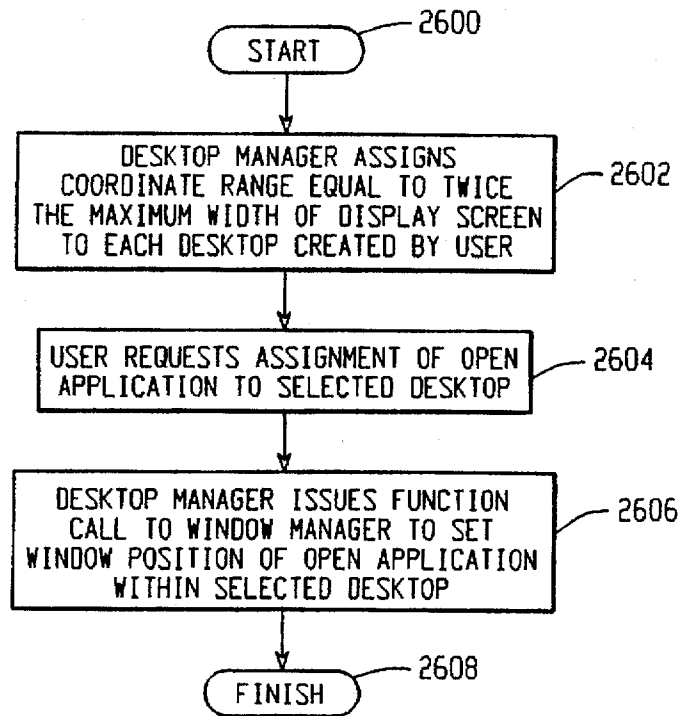 START
2600
DESKTOP MANAGER ASSIGNS
COORDINATE RANGE EQUAL TO TWICE
THE MAXIMUM WIDTH OF DISPLAY SCREEN
TO EACH DESKTOP CREATED BY USER
2602
USER REQUESTS ASSIGNMENT OF OPEN
APPLICATION TO SELECTED DESKTOP
2604
DESKTOP MANAGER ISSUES FUNCTION
CALL TO WINDOW MANAGER TO SET
WINDOW POSITION OF OPEN APPLICATION
WITHIN SELECTED DESKTOP
2606
FINISH
2608